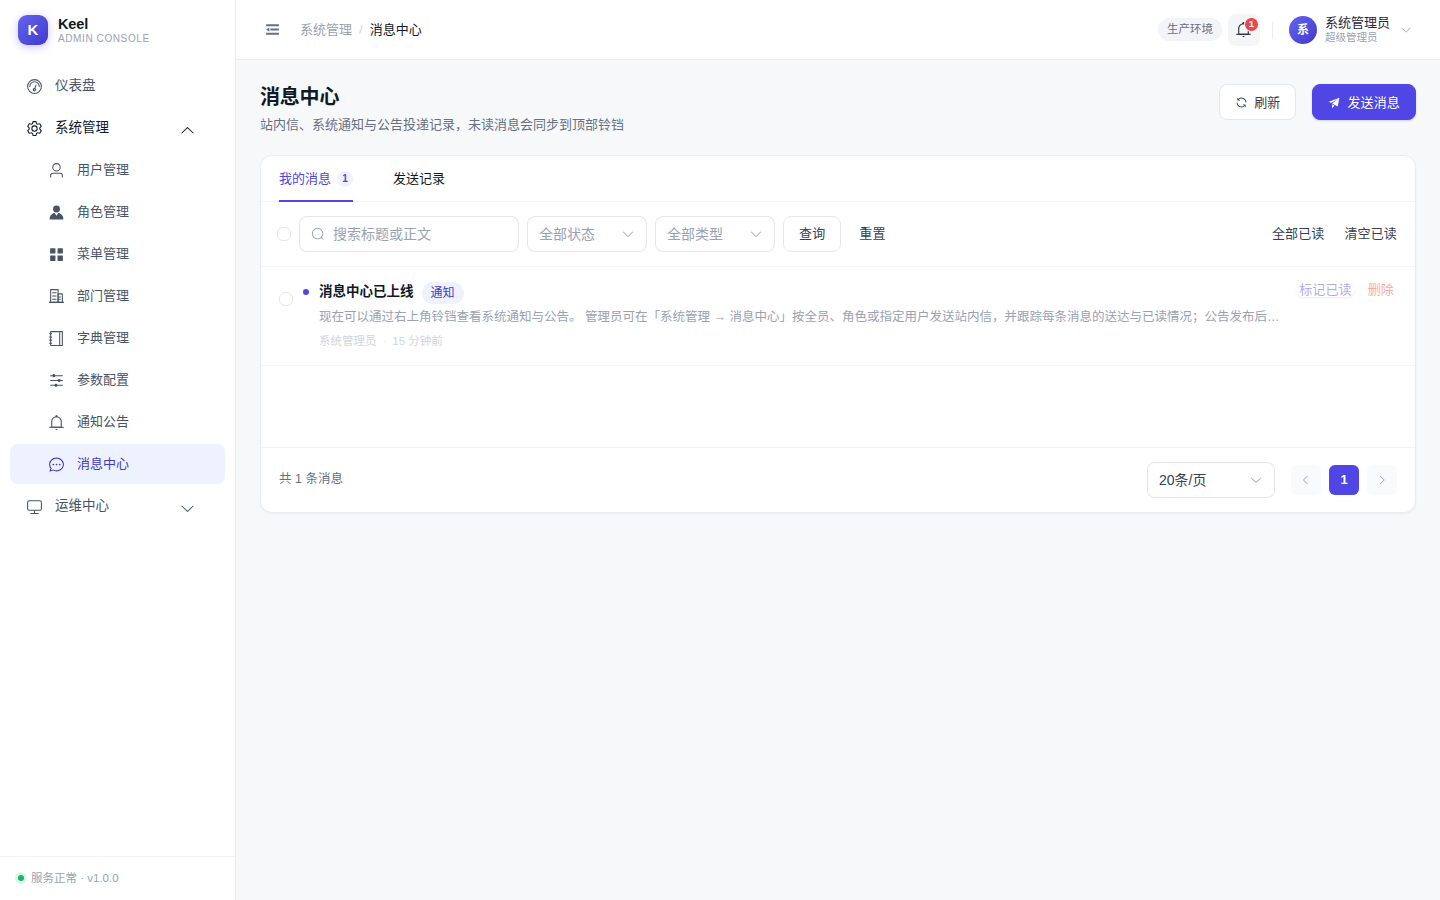 K
Keel
ADMIN CONSOLE
系统管理 / 消息中心
生产环境
1
系
系统管理员
超级管理员
仪表盘
系统管理
用户管理
角色管理
菜单管理
部门管理
字典管理
参数配置
通知公告
消息中心
运维中心
服务正常 · v1.0.0
消息中心
站内信、系统通知与公告投递记录，未读消息会同步到顶部铃铛
刷新
发送消息
我的消息 1
发送记录
搜索标题或正文
全部状态
全部类型
查询
重置
全部已读
清空已读
消息中心已上线 通知
标记已读
删除
现在可以通过右上角铃铛查看系统通知与公告。 管理员可在「系统管理 → 消息中心」按全员、角色或指定用户发送站内信，并跟踪每条消息的送达与已读情况；公告发布后…
系统管理员 · 15 分钟前
共 1 条消息
20条/页
1